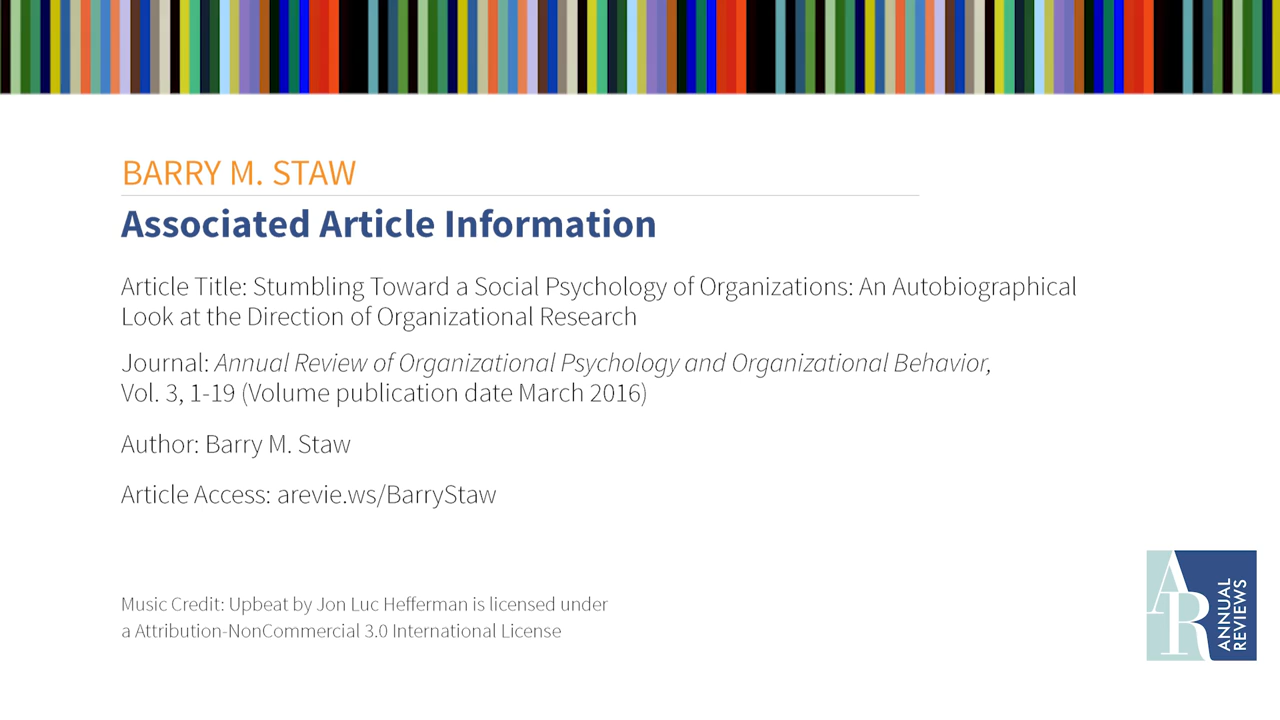 BARRY M. STAW
Associated Article Information
Article Title: Stumbling Toward a Social Psychology of Organizations: An Autobiographical
Look at the Direction of Organizational Research
Journal: Annual Review of Organizational Psychology and Organizational Behavior,
Vol. 3, 1-19 (Volume publication date March 2016)
Author: Barry M. Staw
Article Access: arevie.ws/BarryStaw
Music Credit: Upbeat by Jon Luc Hefferman is licensed under
a Attribution-NonCommercial 3.0 International License
AR
ANNUAL
REVIEWS